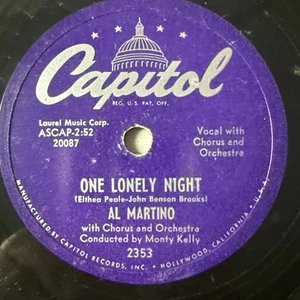 Capitol
REG. U.S. PAT. OFF.
Laurel Music Corp.
ASCAP-2:52
20087
Vocal with
Chorus and
Orchestra
ONE LONELY NIGHT
(Elthea Peale-John Benson Brooks)
AL MARTINO
with Chorus and Orchestra
Conducted by Monty Kelly
2353
MANUFACTURED BY CAPITOL RECORDS, INC. • HOLLYWOOD, CALIFORNIA • U.S.A.